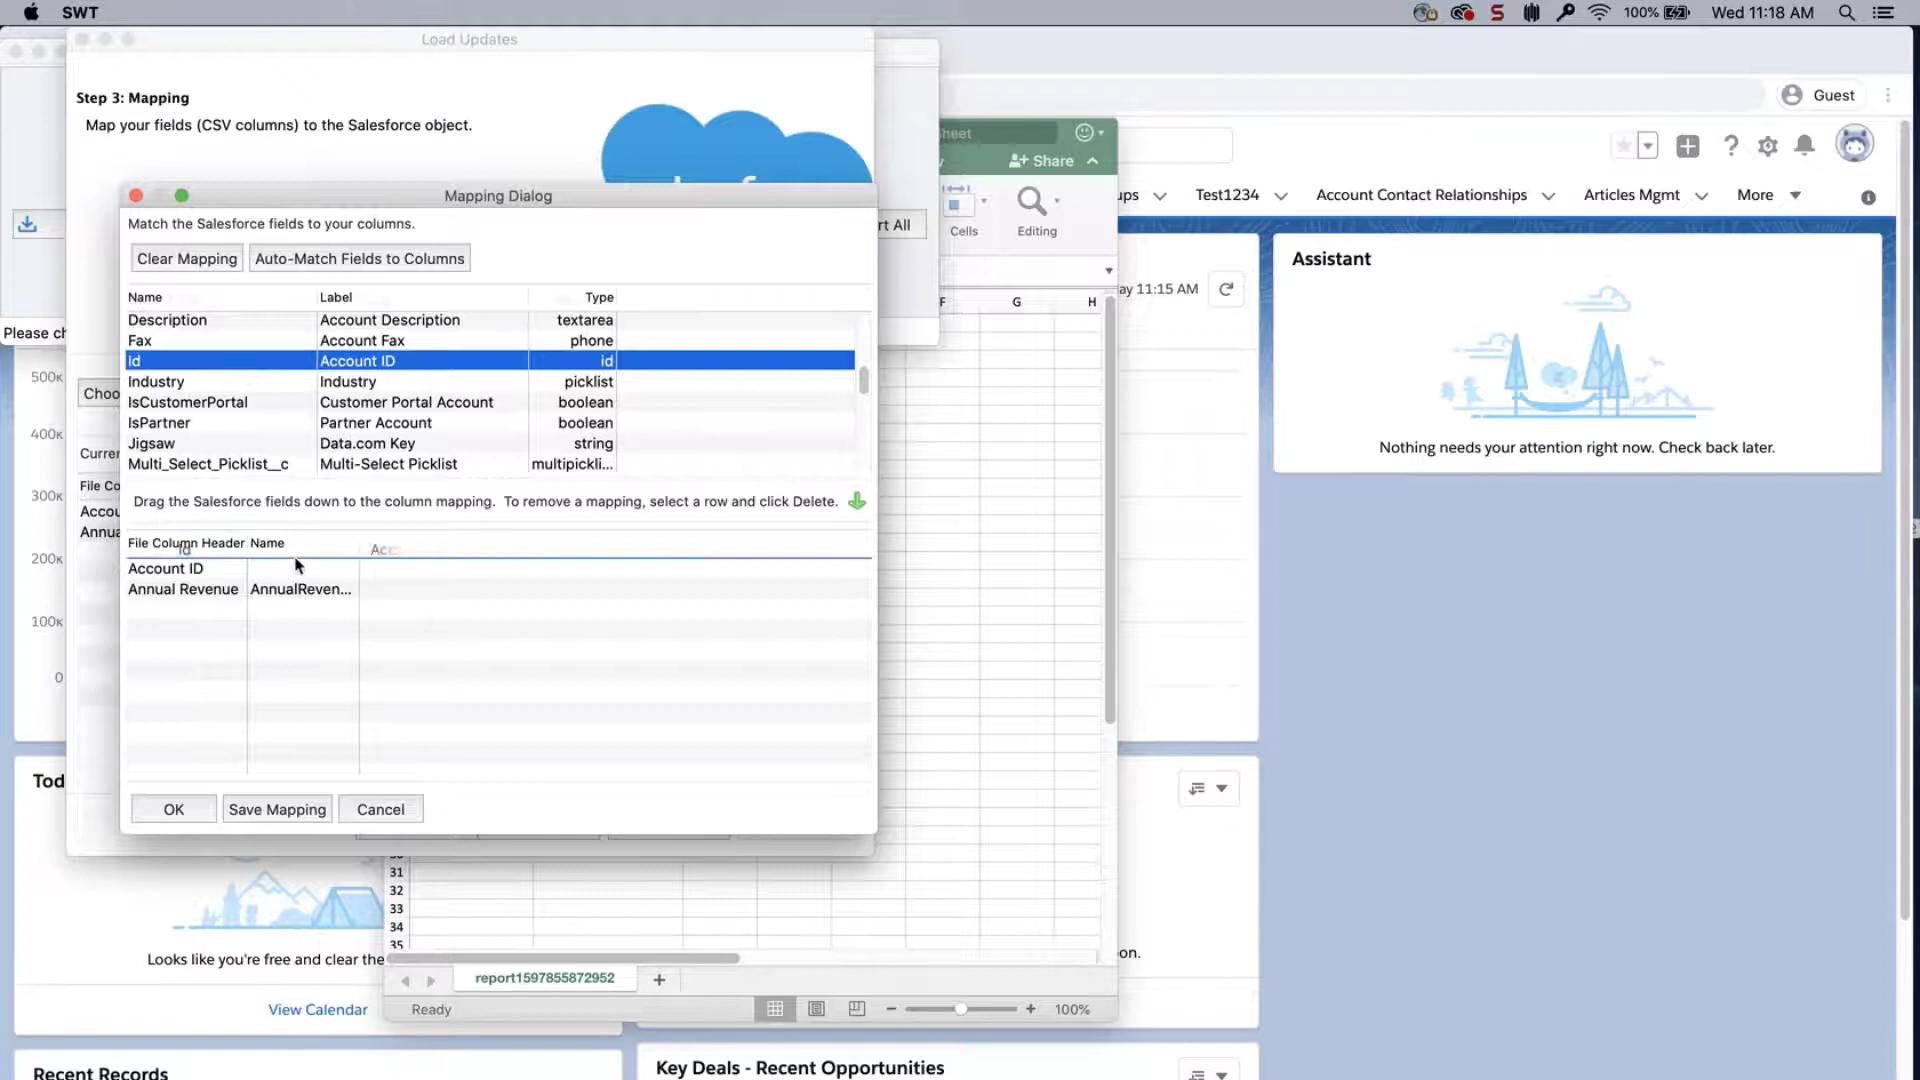 SWT
100%
Wed 11:18 AM
Load Updates
Step 3: Mapping
Map your fields (CSV columns) to the Salesforce object.
Guest
Share
Cells
Editing
Test1234
Account Contact Relationships
Articles Mgmt
More
Mapping Dialog
Match the Salesforce fields to your columns.
Clear Mapping
Auto-Match Fields to Columns
Name Label Type
Description Account Description textarea
Fax Account Fax phone
Id Account ID id
Industry Industry picklist
IsCustomerPortal Customer Portal Account boolean
IsPartner Partner Account boolean
Jigsaw Data.com Key string
Multi_Select_Picklist__c Multi-Select Picklist multipickli...
Drag the Salesforce fields down to the column mapping. To remove a mapping, select a row and click Delete.
File Column Header Name
Id
Acc
Account ID
Annual Revenue AnnualReven...
OK
Save Mapping
Cancel
rt All
Please ch
Choo
Curren
File Co
Accou
Annua
500K
400K
300K
200K
100K
0
F G H
ay 11:15 AM
Assistant
Nothing needs your attention right now. Check back later.
Tod
Looks like you're free and clear the
View Calendar
31
32
33
34
35
report1597855872952
Ready
100%
on.
Recent Records
Key Deals - Recent Opportunities